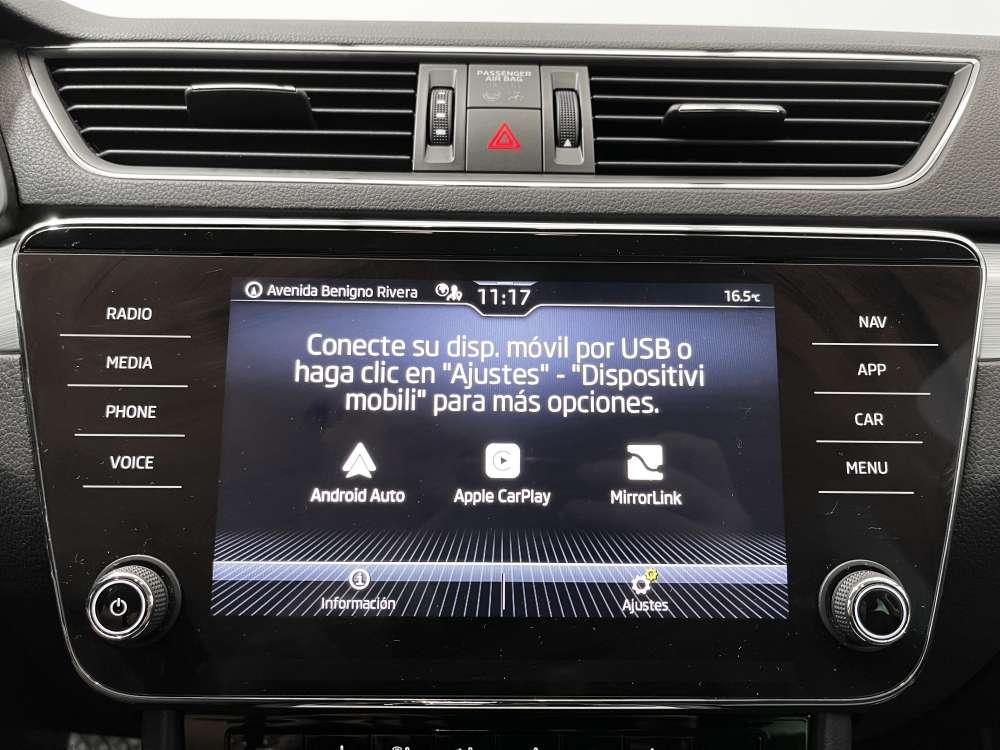 PASSENGER
AIR BAG
Avenida Benigno Rivera
11:17
16.5°C
RADIO
MEDIA
PHONE
VOICE
Conecte su disp. móvil por USB o
haga clic en "Ajustes" - "Dispositivi
mobili" para más opciones.
Android Auto
Apple CarPlay
MirrorLink
Información
Ajustes
NAV
APP
CAR
MENU